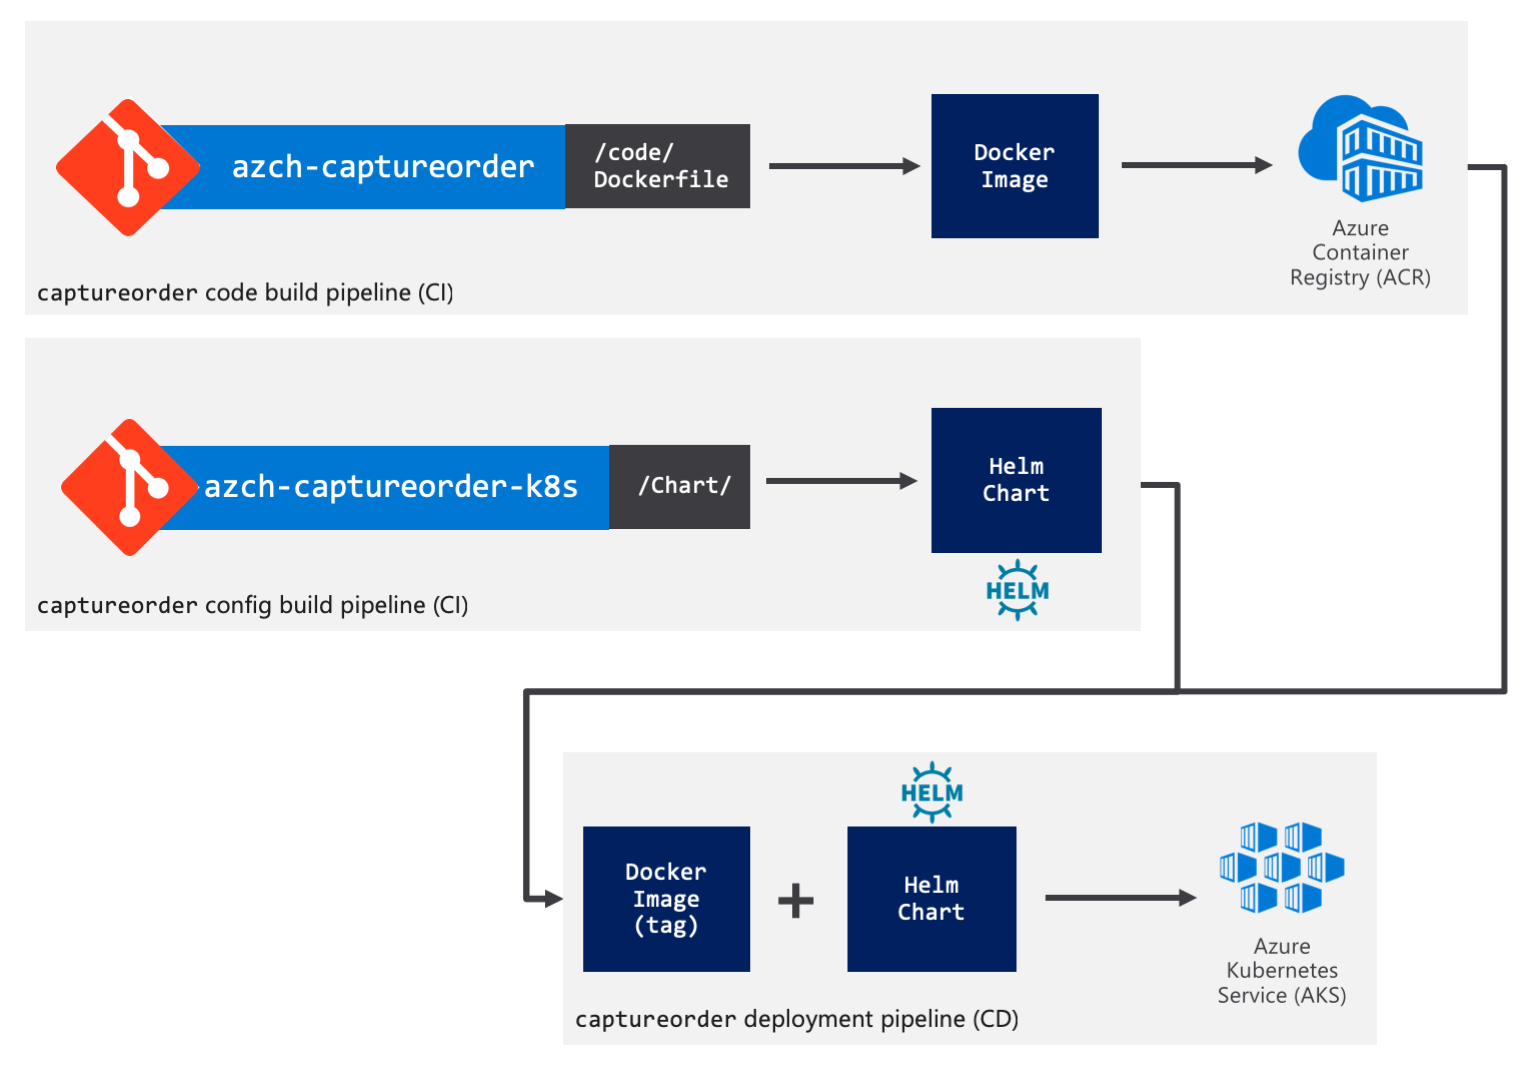 azch-captureorder
/code/
Dockerfile
Docker
Image
Azure
Container
Registry (ACR)
captureorder code build pipeline (CI)
azch-captureorder-k8s
/Chart/
Helm
Chart
HELM
captureorder config build pipeline (CI)
HELM
Docker
Image
(tag)
+
Helm
Chart
Azure
Kubernetes
Service (AKS)
captureorder deployment pipeline (CD)